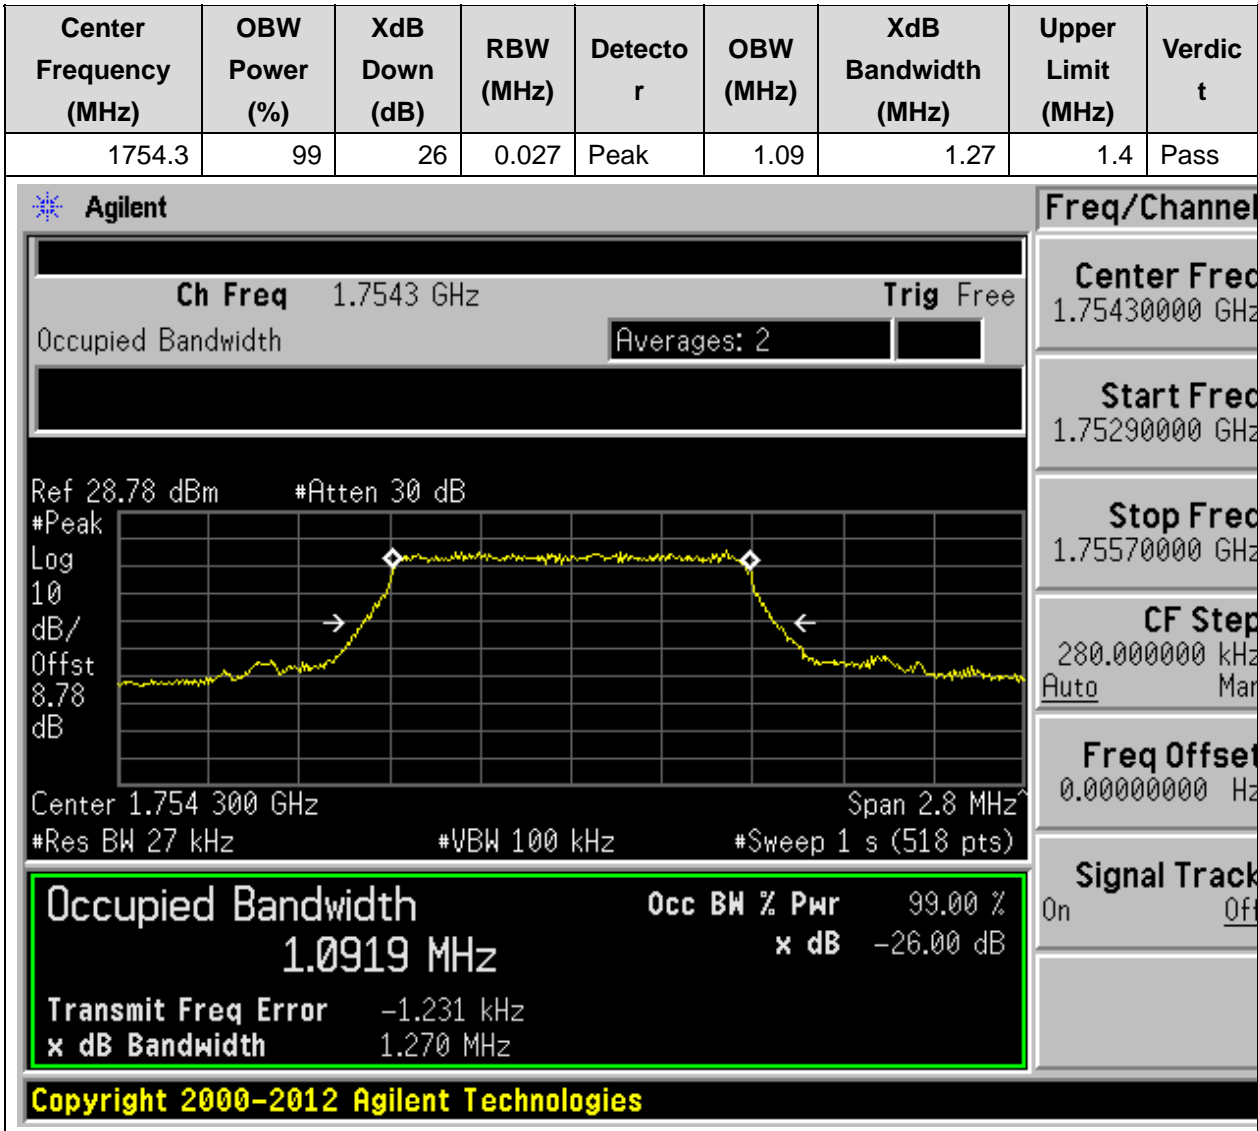 Center Frequency (MHz) OBW Power (%) XdB Down (dB) RBW (MHz) Detector OBW (MHz) XdB Bandwidth (MHz) Upper Limit (MHz) Verdict
1754.3 99 26 0.027 Peak 1.09 1.27 1.4 Pass
Agilent
Freq/Channel
Ch Freq 1.7543 GHz Trig Free
Occupied Bandwidth Averages: 2
Ref 28.78 dBm #Atten 30 dB
#Peak
Log
10
dB/
Offst
8.78
dB
Center 1.754 300 GHz Span 2.8 MHz^
#Res BW 27 kHz #VBW 100 kHz #Sweep 1 s (518 pts)
Occupied Bandwidth
1.0919 MHz
Occ BW % Pwr 99.00 %
x dB -26.00 dB
Transmit Freq Error -1.231 kHz
x dB Bandwidth 1.270 MHz
Center Freq
1.75430000 GHz
Start Freq
1.75290000 GHz
Stop Freq
1.75570000 GHz
CF Step
280.000000 kHz
Auto Man
Freq Offset
0.00000000 Hz
Signal Track
On Off
Copyright 2000-2012 Agilent Technologies